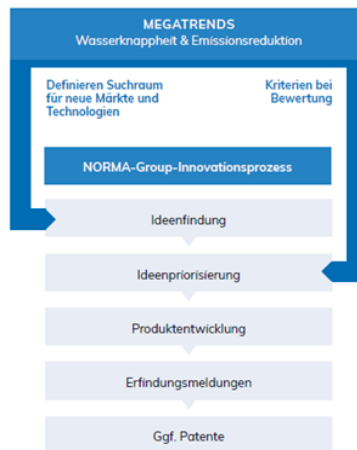 MEGATRENDS
Wasserknappheit & Emissionsreduktion
Definieren Suchraum
für neue Märkte und
Technologien
Kriterien bei
Bewertung
NORMA-Group-Innovationsprozess
Ideenfindung
Ideenpriorisierung
Produktentwicklung
Erfindungsmeldungen
Ggf. Patente